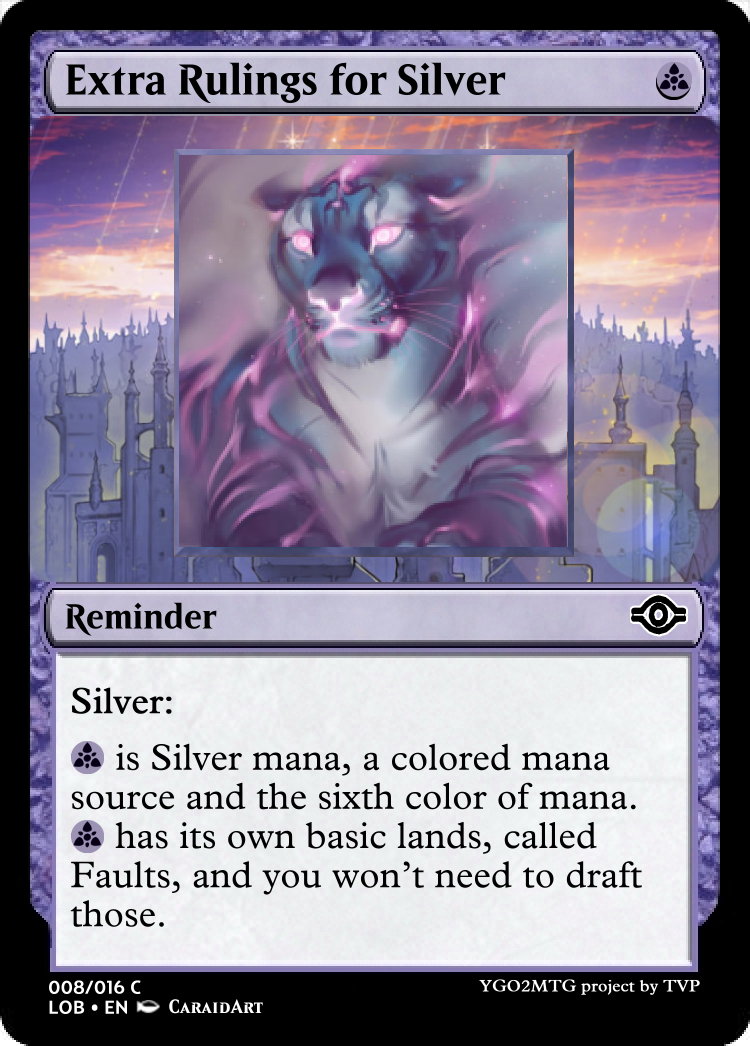 Extra Rulings for Silver
Reminder
Silver:
is Silver mana, a colored mana
source and the sixth color of mana.
has its own basic lands, called
Faults, and you won't need to draft
those.
008/016 C
YGO2MTG project by TVP
LOB • EN CARAIDART